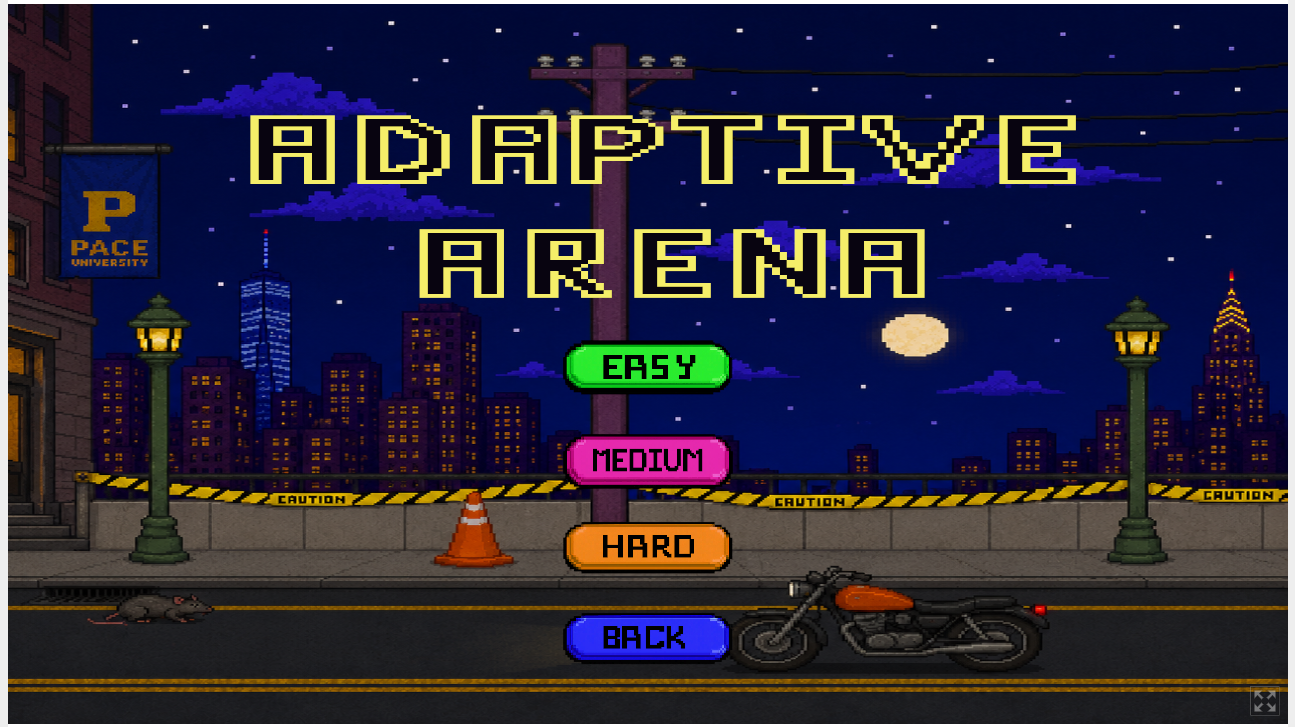 ADAPTIVE
ARENA
P
PACE
UNIVERSITY
EASY
MEDIUM
CAUTION
CAUTION
CAUTION
HARD
BACK